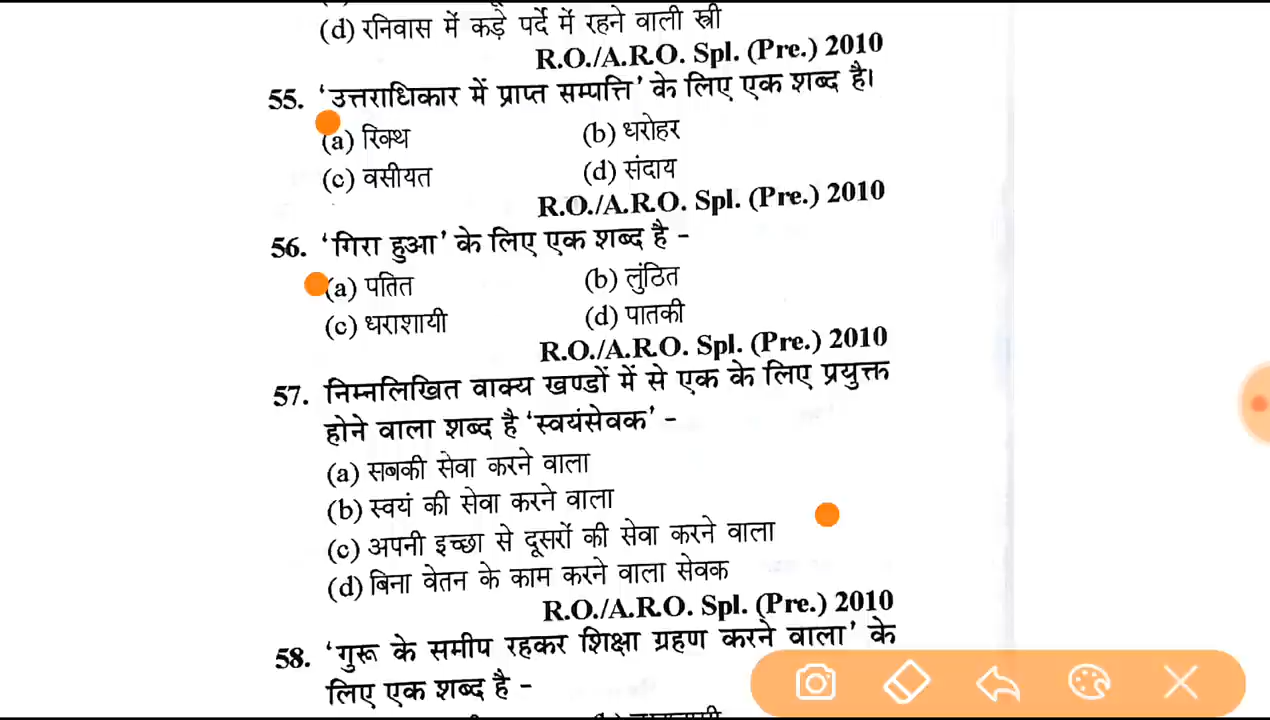 (d) रनिवास में कड़े पर्दे में रहने वाली स्त्री
R.O./A.R.O. Spl. (Pre.) 2010
55. 'उत्तराधिकार में प्राप्त सम्पत्ति' के लिए एक शब्द है।
(a) रिक्थ (b) धरोहर
(c) वसीयत (d) संदाय
R.O./A.R.O. Spl. (Pre.) 2010
56. 'गिरा हुआ' के लिए एक शब्द है -
(a) पतित (b) लुंठित
(c) धराशायी (d) पातकी
R.O./A.R.O. Spl. (Pre.) 2010
57. निम्नलिखित वाक्य खण्डों में से एक के लिए प्रयुक्त
होने वाला शब्द है 'स्वयंसेवक' -
(a) सबकी सेवा करने वाला
(b) स्वयं की सेवा करने वाला
(c) अपनी इच्छा से दूसरों की सेवा करने वाला
(d) बिना वेतन के काम करने वाला सेवक
R.O./A.R.O. Spl. (Pre.) 2010
58. 'गुरू के समीप रहकर शिक्षा ग्रहण करने वाला' के
लिए एक शब्द है -